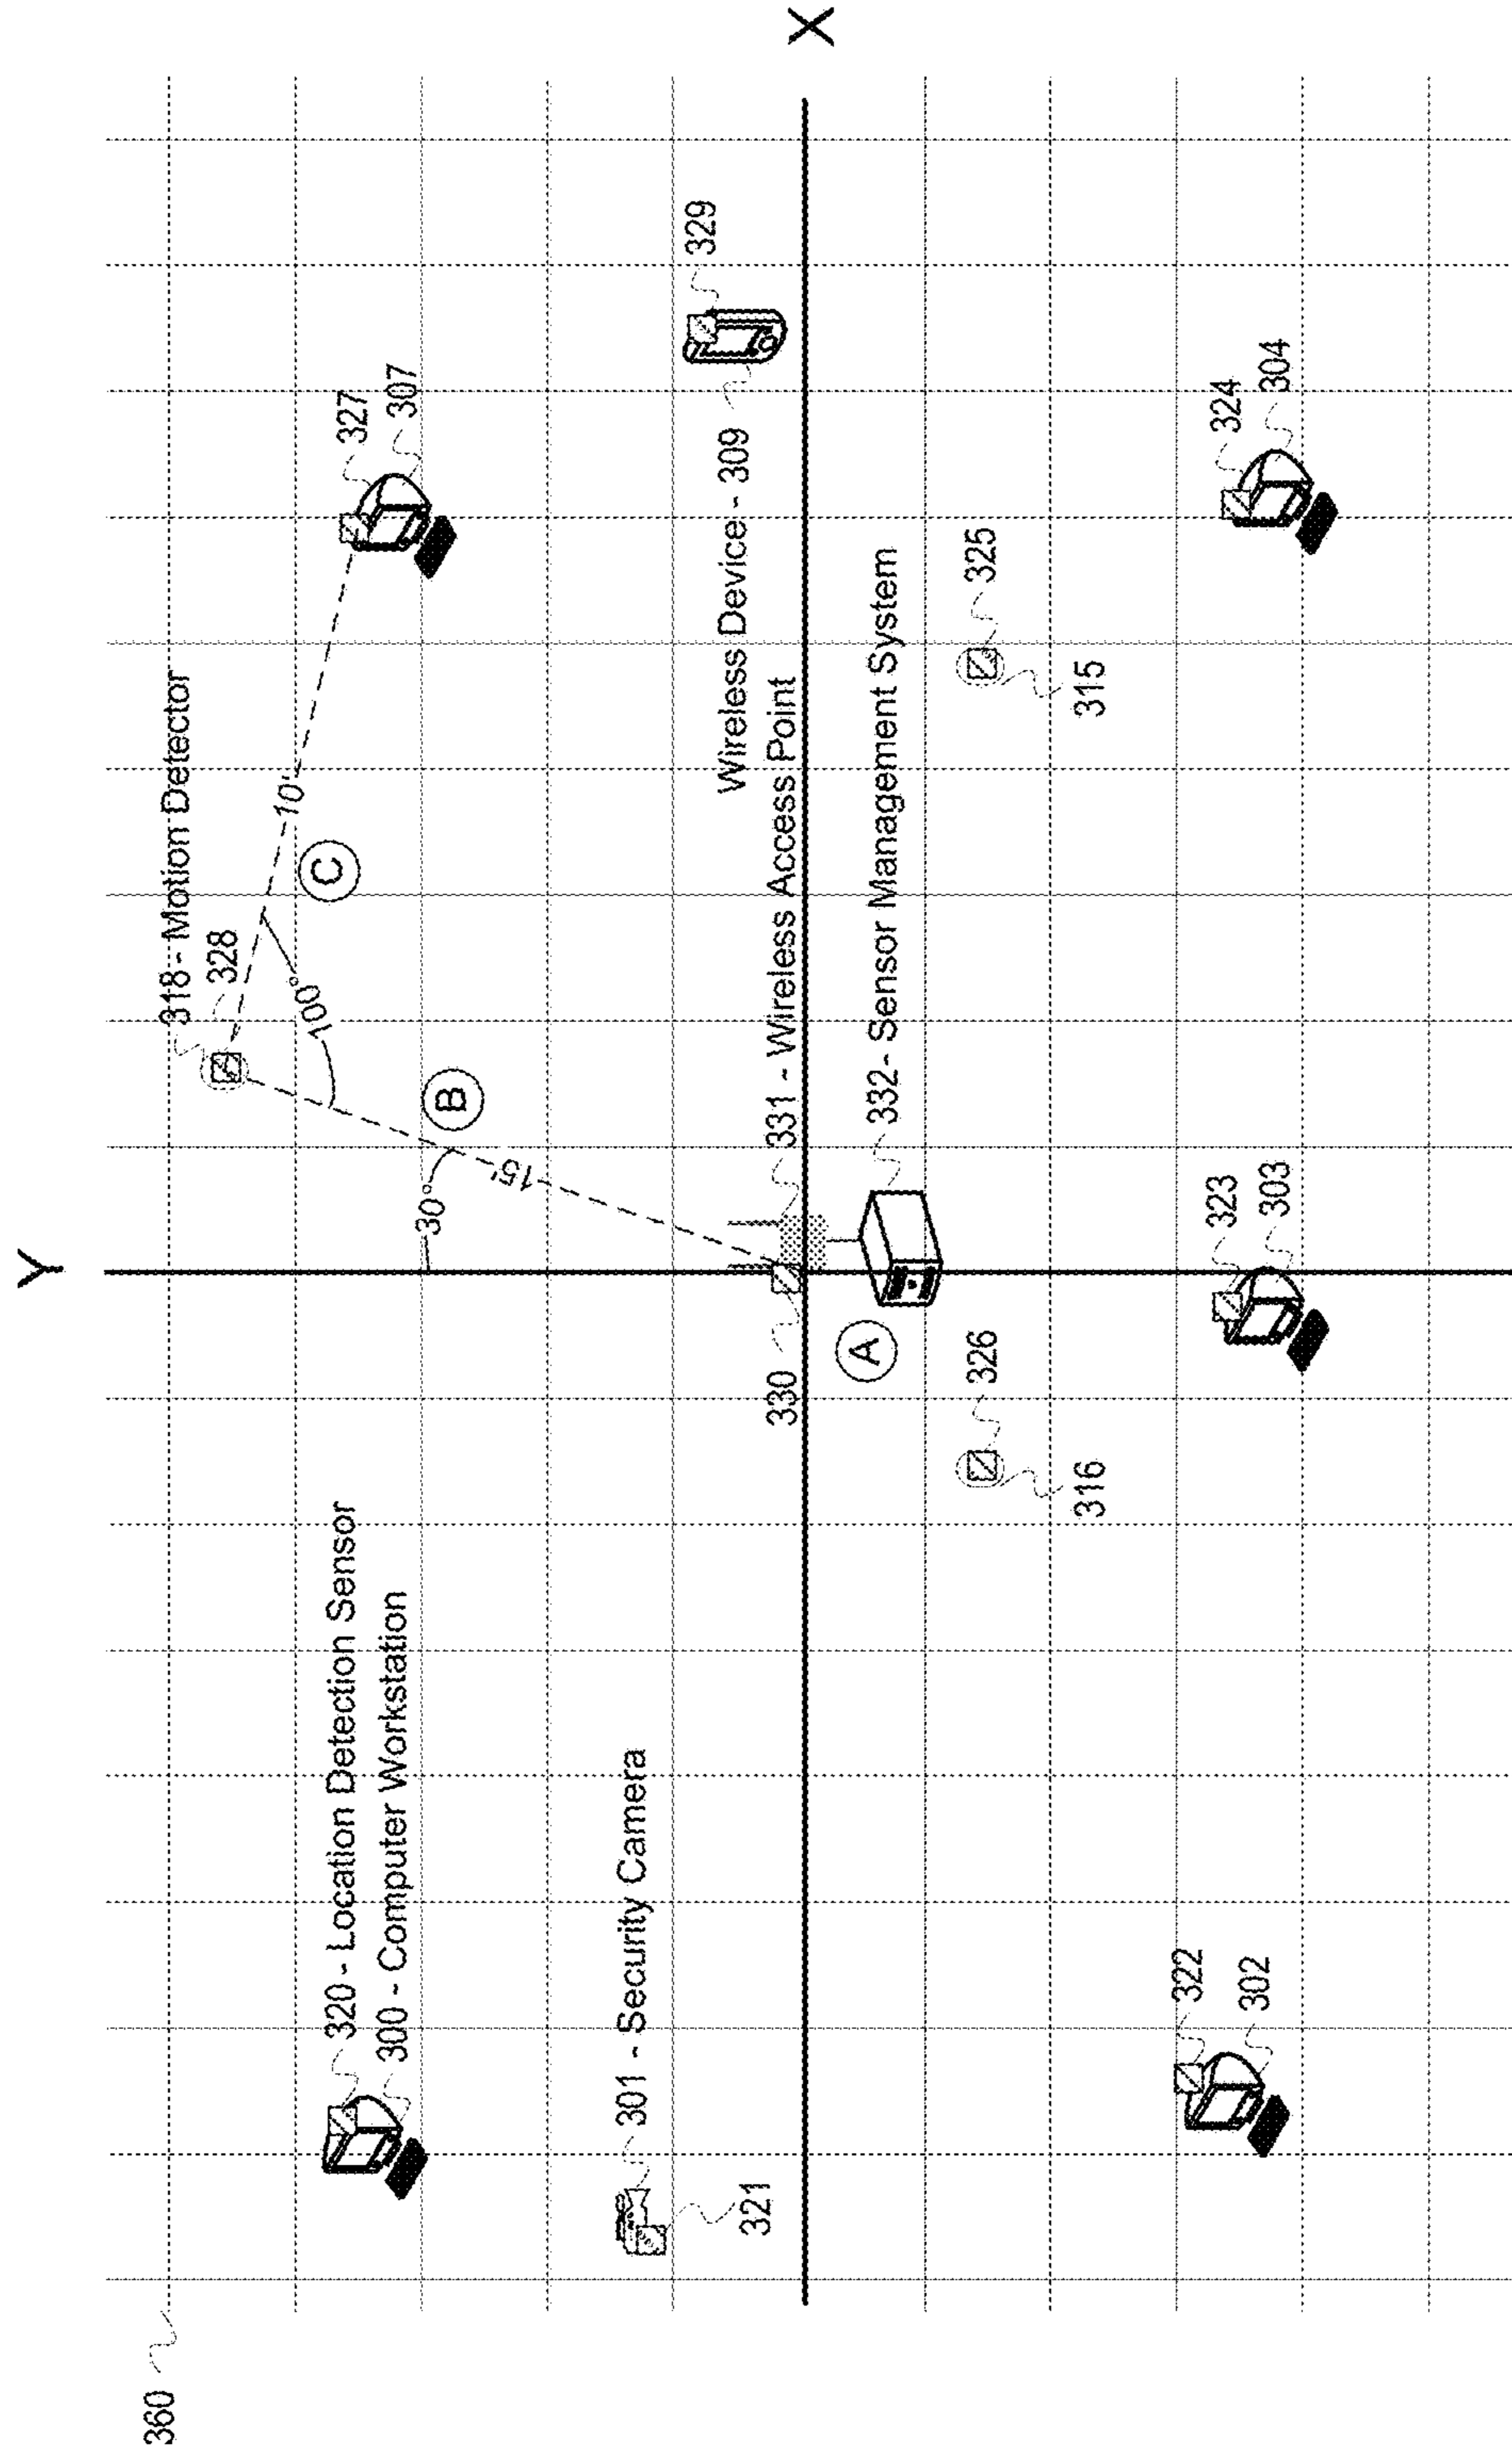 Y
318 - Motion Detector
328
327
307
10'
C
100°
B
30°
15'
320 - Location Detection Sensor
300 - Computer Workstation
329
Wireless Device - 309
301 - Security Camera
321
331 - Wireless Access Point
330
X
332 - Sensor Management System
A
326
316
325
315
322
302
323
303
324
304
360